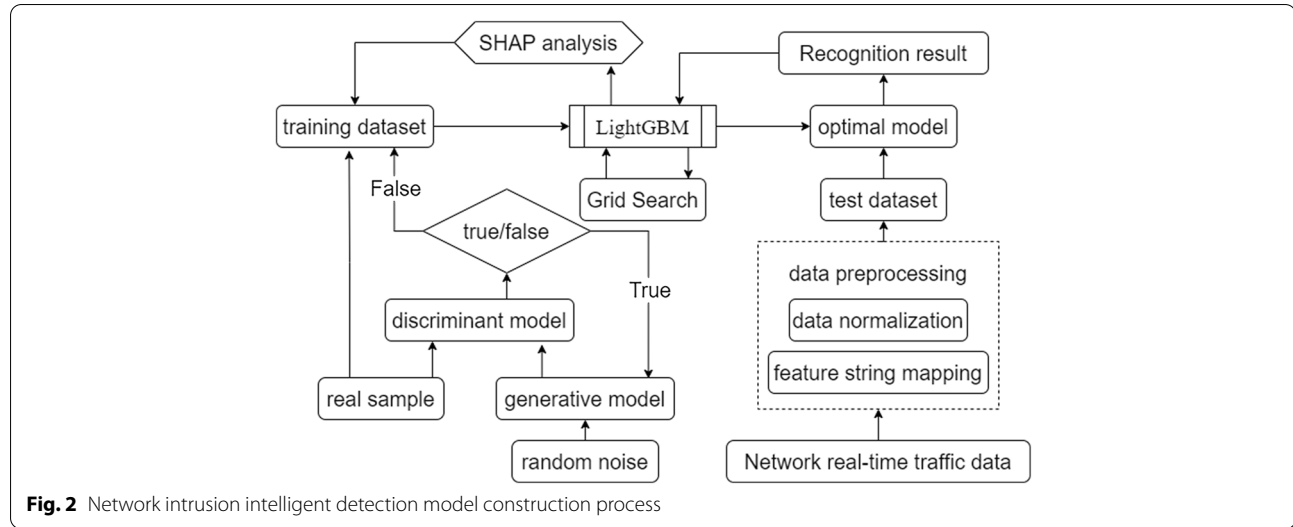 SHAP analysis
Recognition result
training dataset
LightGBM
optimal model
False
Grid Search
test dataset
true/false
data preprocessing
True
discriminant model
data normalization
feature string mapping
real sample
generative model
random noise
Network real-time traffic data
Fig. 2 Network intrusion intelligent detection model construction process